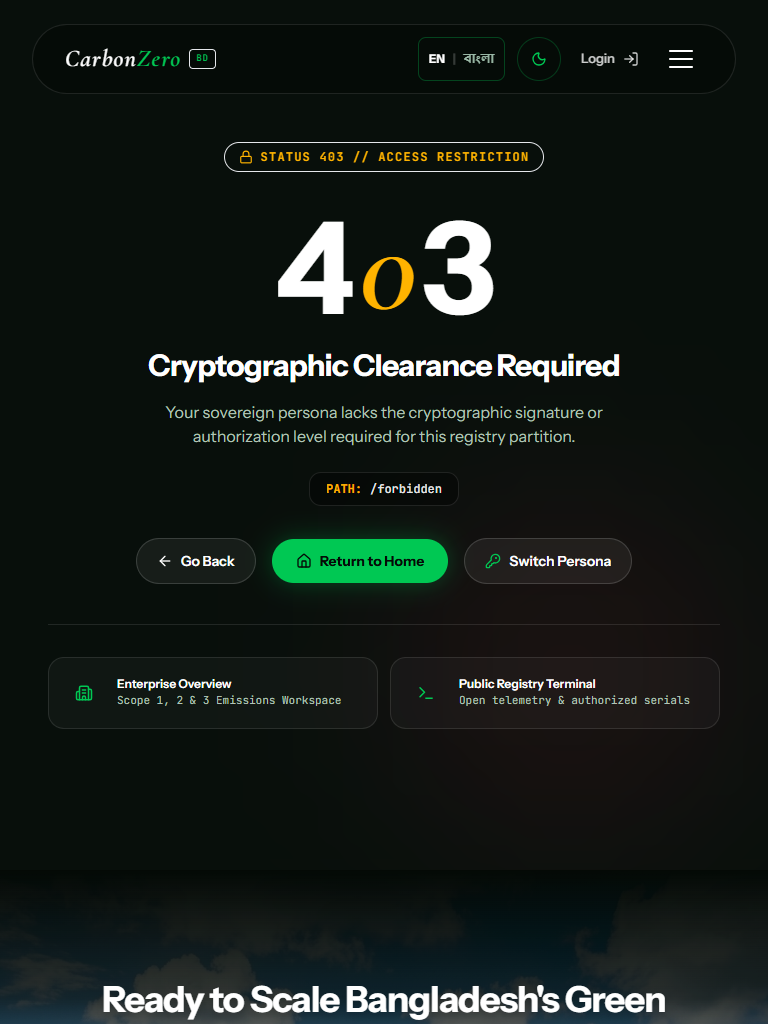 CarbonZero BD
EN | বাংলা
Login
STATUS 403 // ACCESS RESTRICTION
403
Cryptographic Clearance Required
Your sovereign persona lacks the cryptographic signature or
authorization level required for this registry partition.
PATH: /forbidden
Go Back
Return to Home
Switch Persona
Enterprise Overview
Scope 1, 2 & 3 Emissions Workspace
Public Registry Terminal
Open telemetry & authorized serials
Ready to Scale Bangladesh's Green